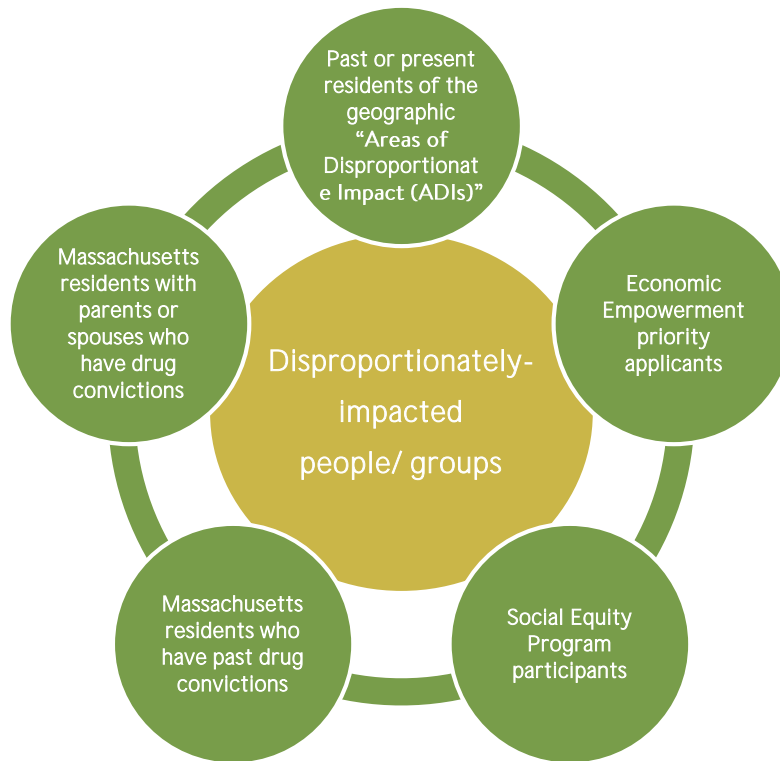 Past or present
residents of the
geographic
“Areas of
Disproportionat
e Impact (ADIs)”
Economic
Empowerment
priority
applicants
Social Equity
Program
participants
Massachusetts
residents who
have past drug
convictions
Massachusetts
residents with
parents or
spouses who
have drug
convictions
Disproportionately-
impacted
people/ groups